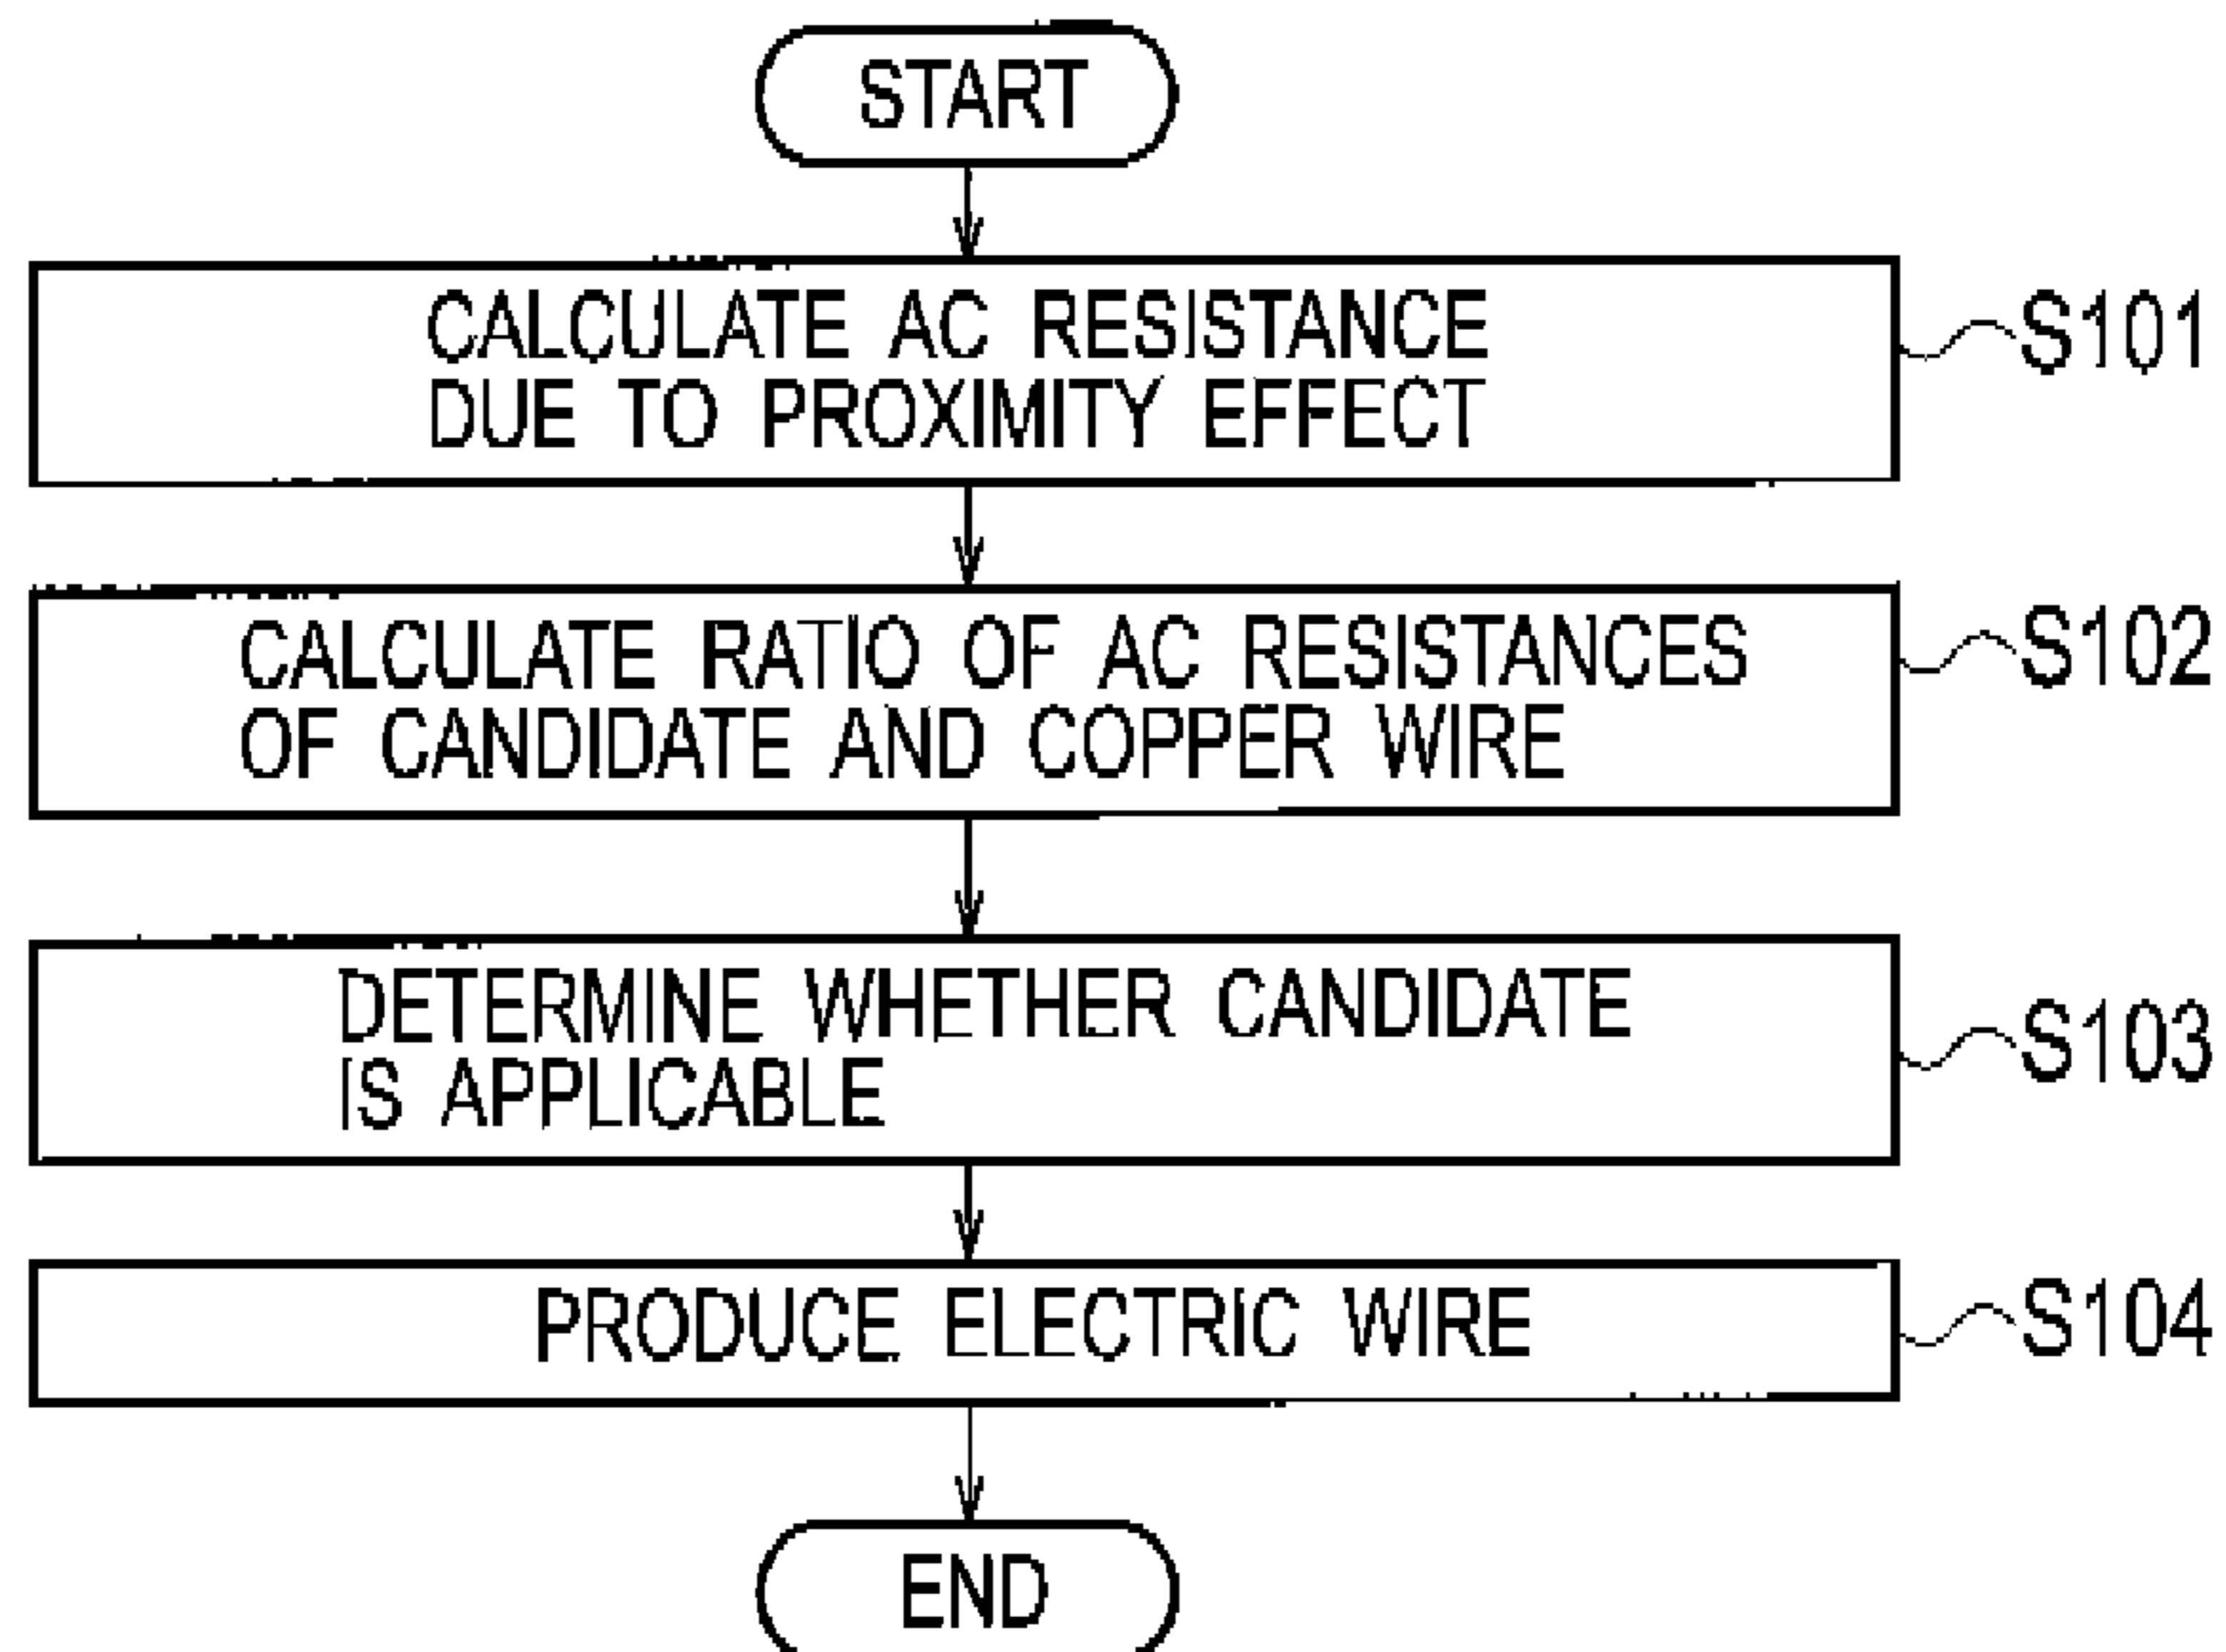 START
CALCULATE AC RESISTANCE
DUE TO PROXIMITY EFFECT
S101
CALCULATE RATIO OF AC RESISTANCES
OF CANDIDATE AND COPPER WIRE
S102
DETERMINE WHETHER CANDIDATE
IS APPLICABLE
S103
PRODUCE ELECTRIC WIRE
S104
END